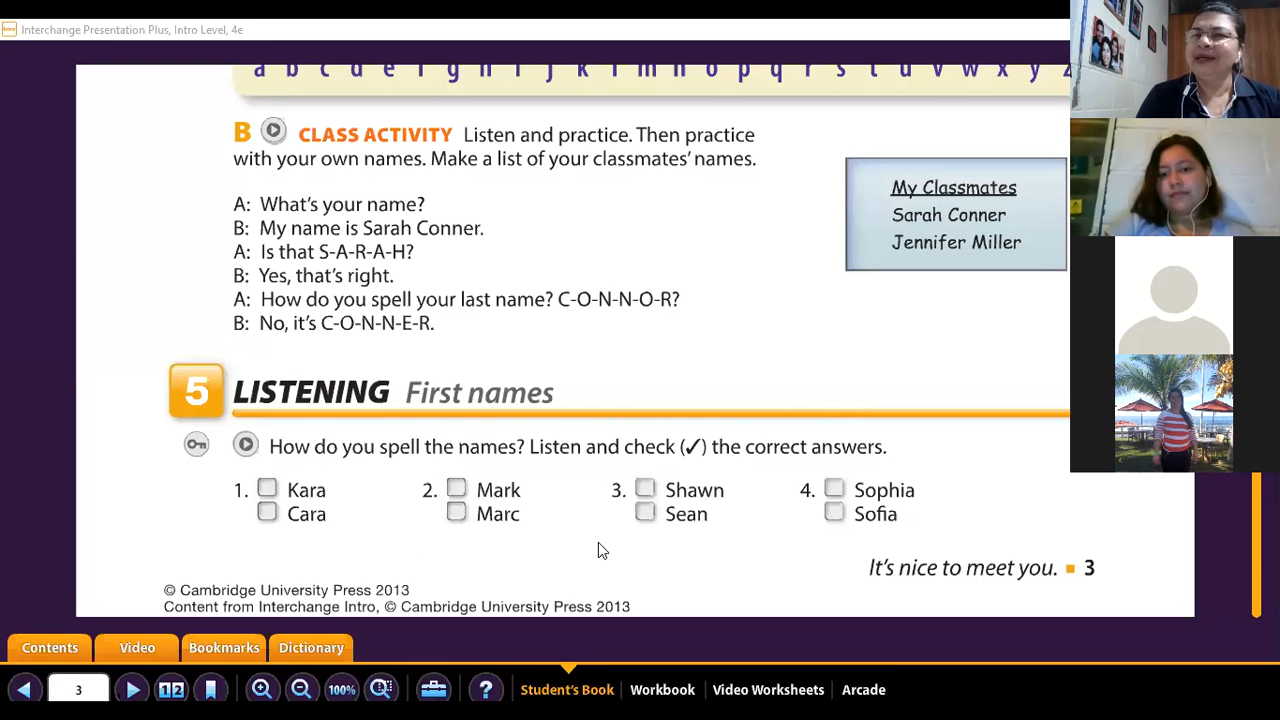 Interchange Presentation Plus, Intro Level, 4e
a b c d e f g h i j k l m n o p q r s t u v w x y z
B CLASS ACTIVITY Listen and practice. Then practice
with your own names. Make a list of your classmates' names.
A: What's your name?
B: My name is Sarah Conner.
A: Is that S-A-R-A-H?
B: Yes, that's right.
A: How do you spell your last name? C-O-N-N-O-R?
B: No, it's C-O-N-N-E-R.
My Classmates
Sarah Conner
Jennifer Miller
5 LISTENING First names
How do you spell the names? Listen and check (✓) the correct answers.
1. Kara 2. Mark 3. Shawn 4. Sophia
Cara Marc Sean Sofia
It's nice to meet you. ■ 3
© Cambridge University Press 2013
Content from Interchange Intro, © Cambridge University Press 2013
Contents Video Bookmarks Dictionary
3 1 2 100% ? Student's Book Workbook Video Worksheets Arcade